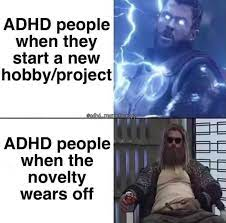 ADHD people
when they
start a new
hobby/project
ADHD people
when the
novelty
wears off